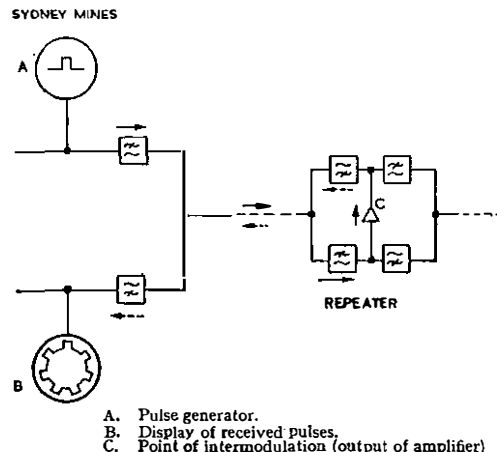 SYDNEY MINES
A
C
REPEATER
B
A. Pulse generator.
B. Display of received pulses.
C. Point of intermodulation (output of amplifier)